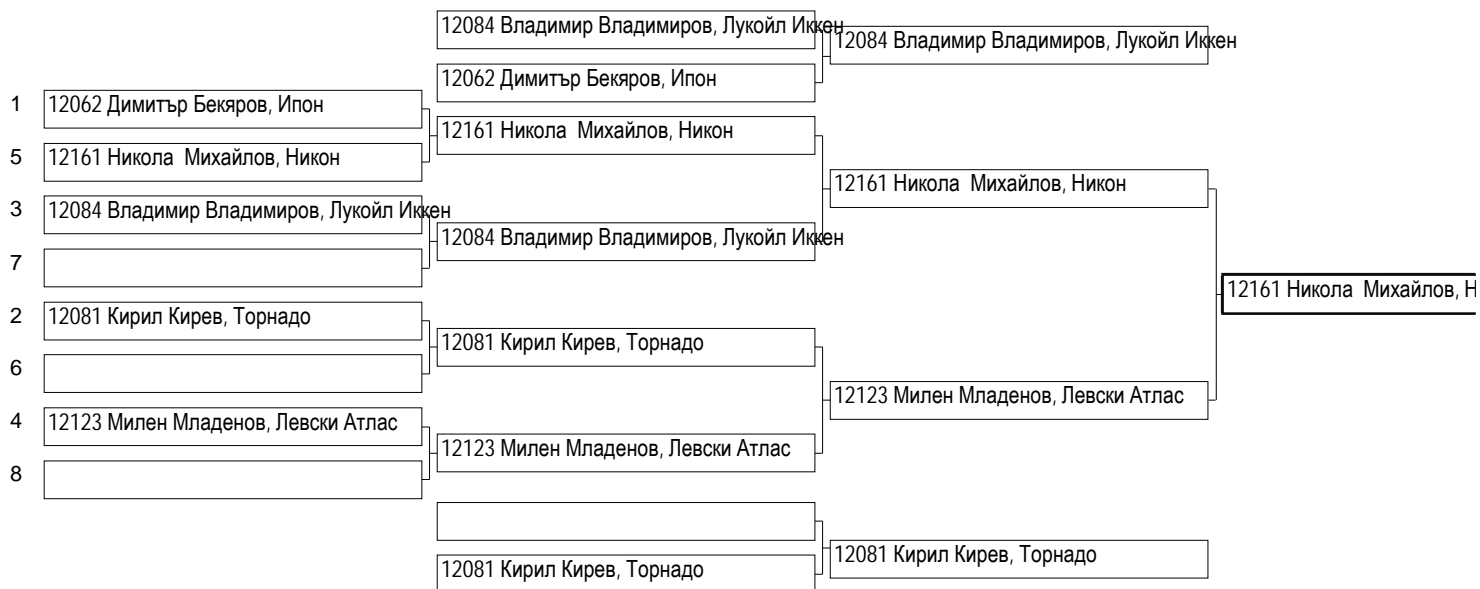 12084 Владимир Владимиров, Лукойл Иккен
12084 Владимир Владимиров, Лукойл Иккен
12062 Димитър Бекяров, Ипон
1 12062 Димитър Бекяров, Ипон
12161 Никола Михайлов, Никон
5 12161 Никола Михайлов, Никон
12161 Никола Михайлов, Никон
3 12084 Владимир Владимиров, Лукойл Иккен
12084 Владимир Владимиров, Лукойл Иккен
7
12161 Никола Михайлов, Н
2 12081 Кирил Кирев, Торнадо
12081 Кирил Кирев, Торнадо
6
12123 Милен Младенов, Левски Атлас
4 12123 Милен Младенов, Левски Атлас
12123 Милен Младенов, Левски Атлас
8
12081 Кирил Кирев, Торнадо
12081 Кирил Кирев, Торнадо